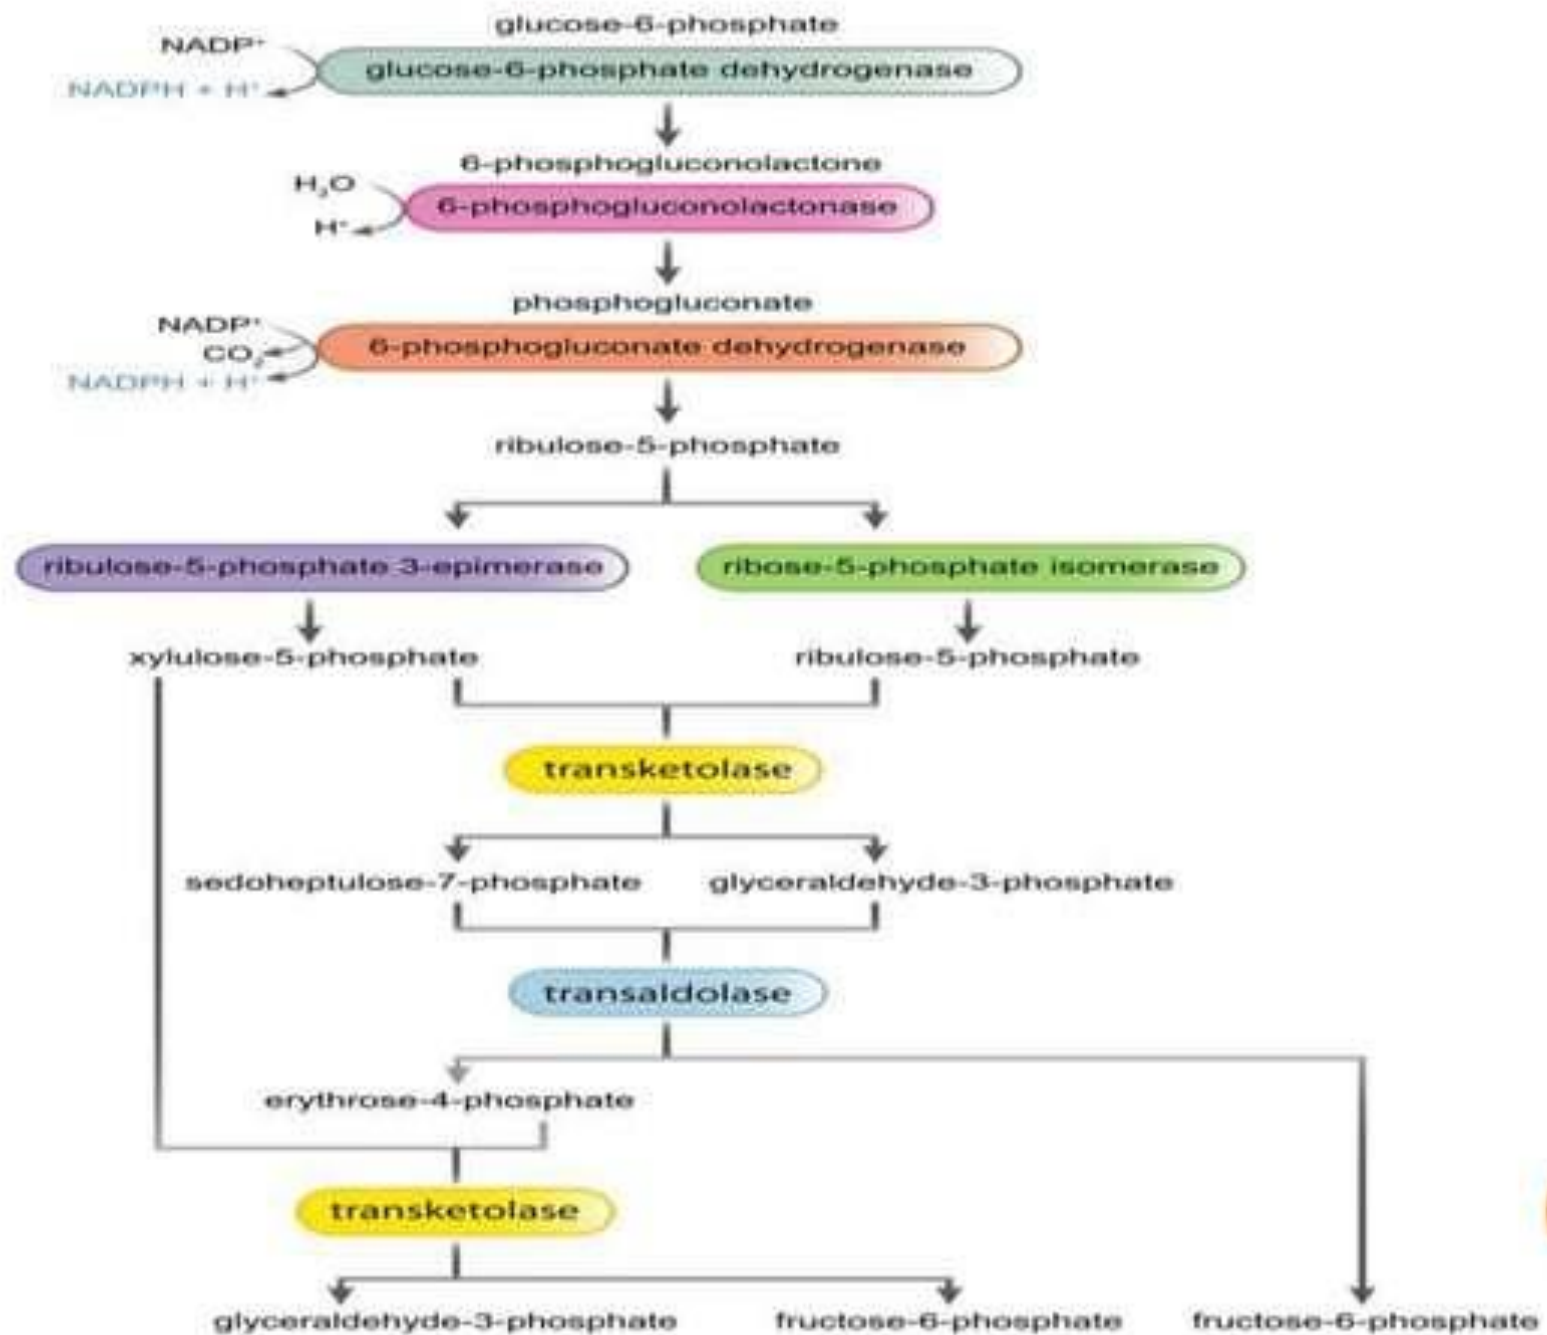 glucose-6-phosphate
NADP⁺
glucose-6-phosphate dehydrogenase
NADPH + H⁺
6-phosphogluconolactone
H₂O
6-phosphogluconolactonase
H⁺
phosphogluconate
NADP⁺
6-phosphogluconate dehydrogenase
CO₂
NADPH + H⁺
ribulose-5-phosphate
ribulose-5-phosphate 3-epimerase
ribose-5-phosphate isomerase
xylulose-5-phosphate
ribulose-5-phosphate
transketolase
sedoheptulose-7-phosphate
glyceraldehyde-3-phosphate
transaldolase
erythrose-4-phosphate
transketolase
glyceraldehyde-3-phosphate
fructose-6-phosphate
fructose-6-phosphate